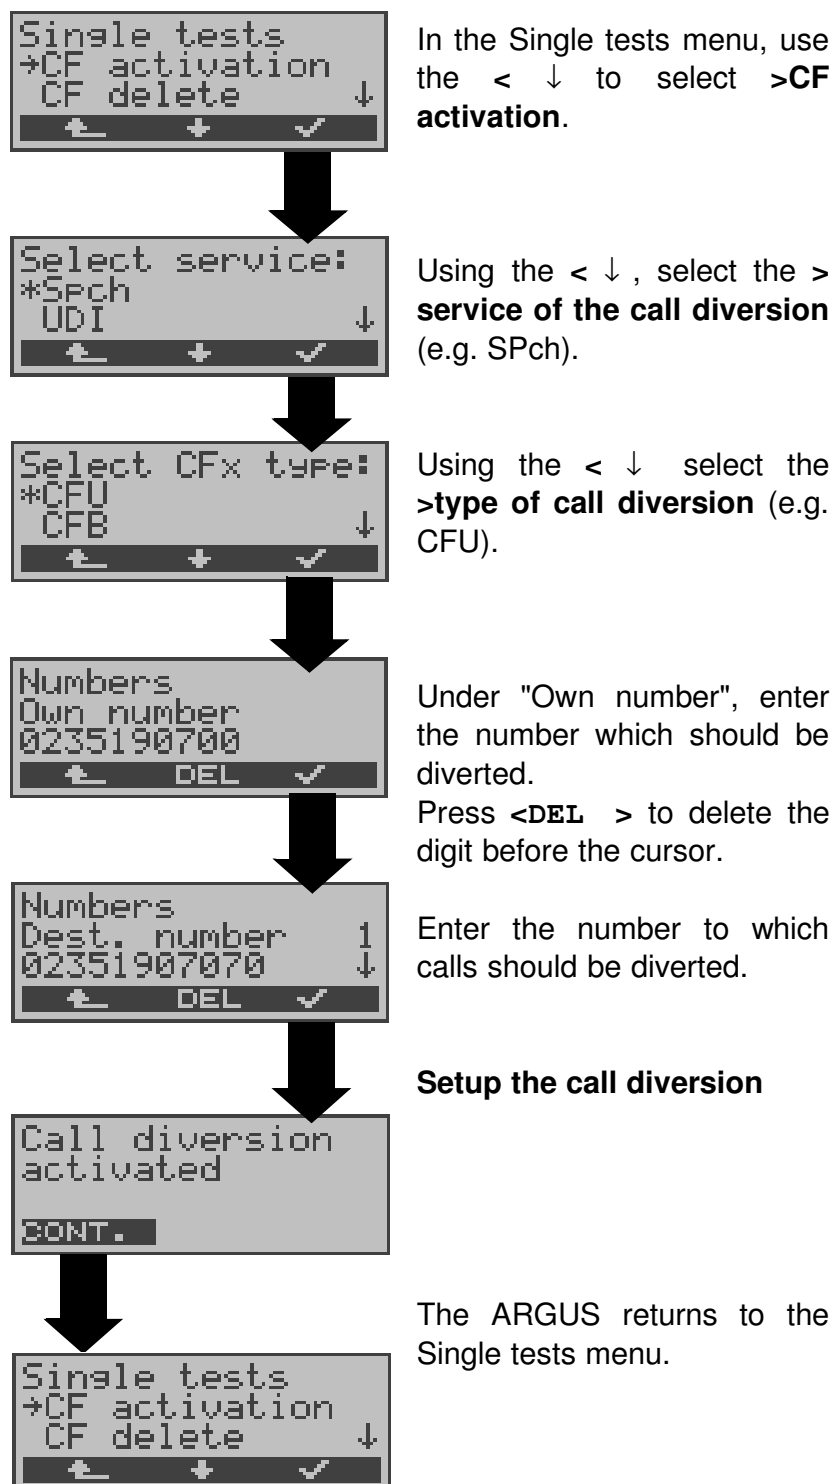 Single tests
→CF activation
CF delete ↓
In the Single tests menu, use
the < ↓ to select >CF
activation.
Select service:
*Spch
UDI ↓
Using the < ↓ , select the >
service of the call diversion
(e.g. SPch).
Select CFx type:
*CFU
CFB ↓
Using the < ↓ select the
>type of call diversion (e.g.
CFU).
Numbers
Own number
0235190700
DEL
Under "Own number", enter
the number which should be
diverted.
Press <DEL > to delete the
digit before the cursor.
Numbers
Dest. number 1
02351907070 ↓
DEL
Enter the number to which
calls should be diverted.
Setup the call diversion
Call diversion
activated
CONT.
The ARGUS returns to the
Single tests menu.
Single tests
→CF activation
CF delete ↓